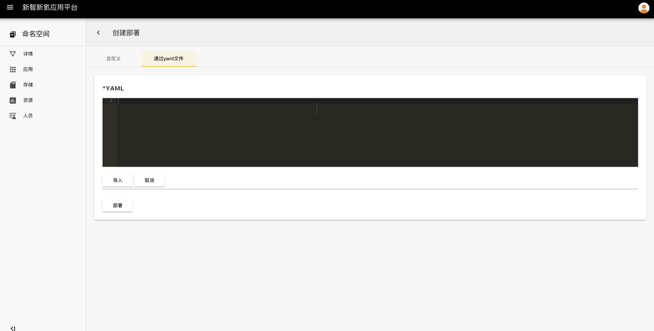 新智新氦应用平台
命名空间
创建部署
详情
自定义
通过yaml文件
应用
存储
*YAML
资源
1
人员
导入
取消
部署